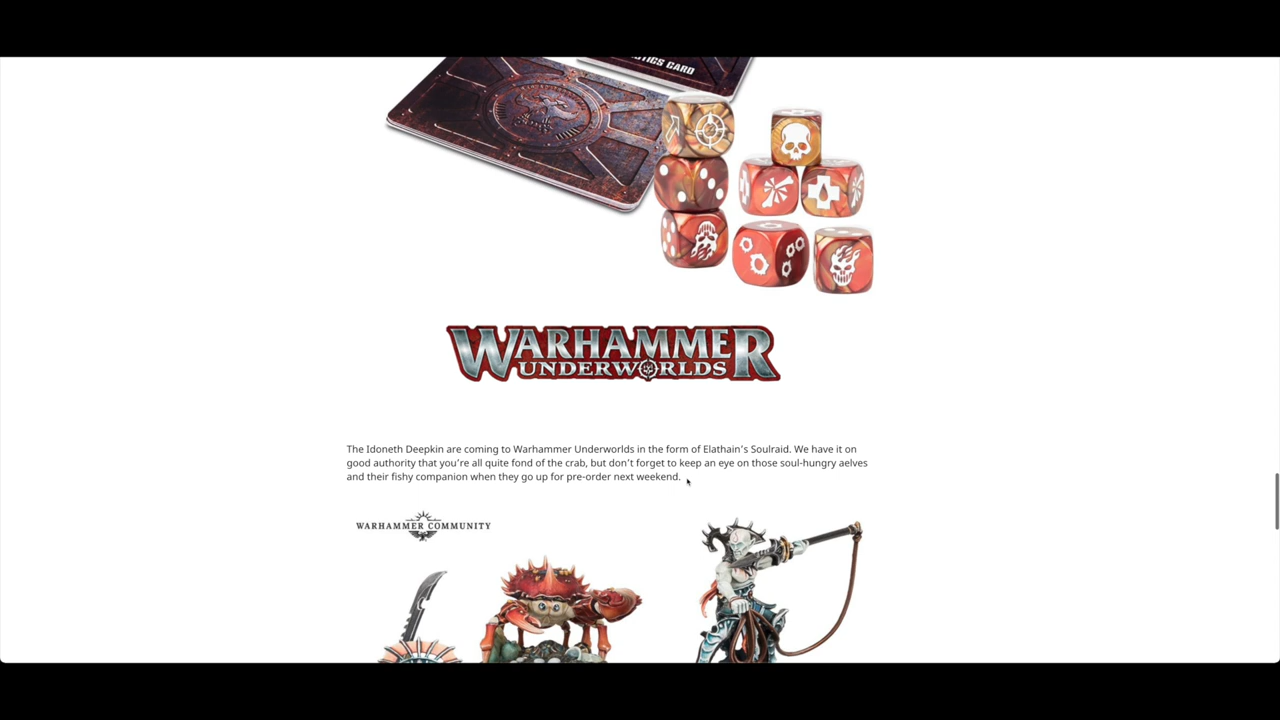 TICS CARD
WARHAMMER
UNDERWORLDS
The Idoneth Deepkin are coming to Warhammer Underworlds in the form of Elathain's Soulraid. We have it on
good authority that you're all quite fond of the crab, but don't forget to keep an eye on those soul-hungry aelves
and their fishy companion when they go up for pre-order next weekend.
WARHAMMER COMMUNITY